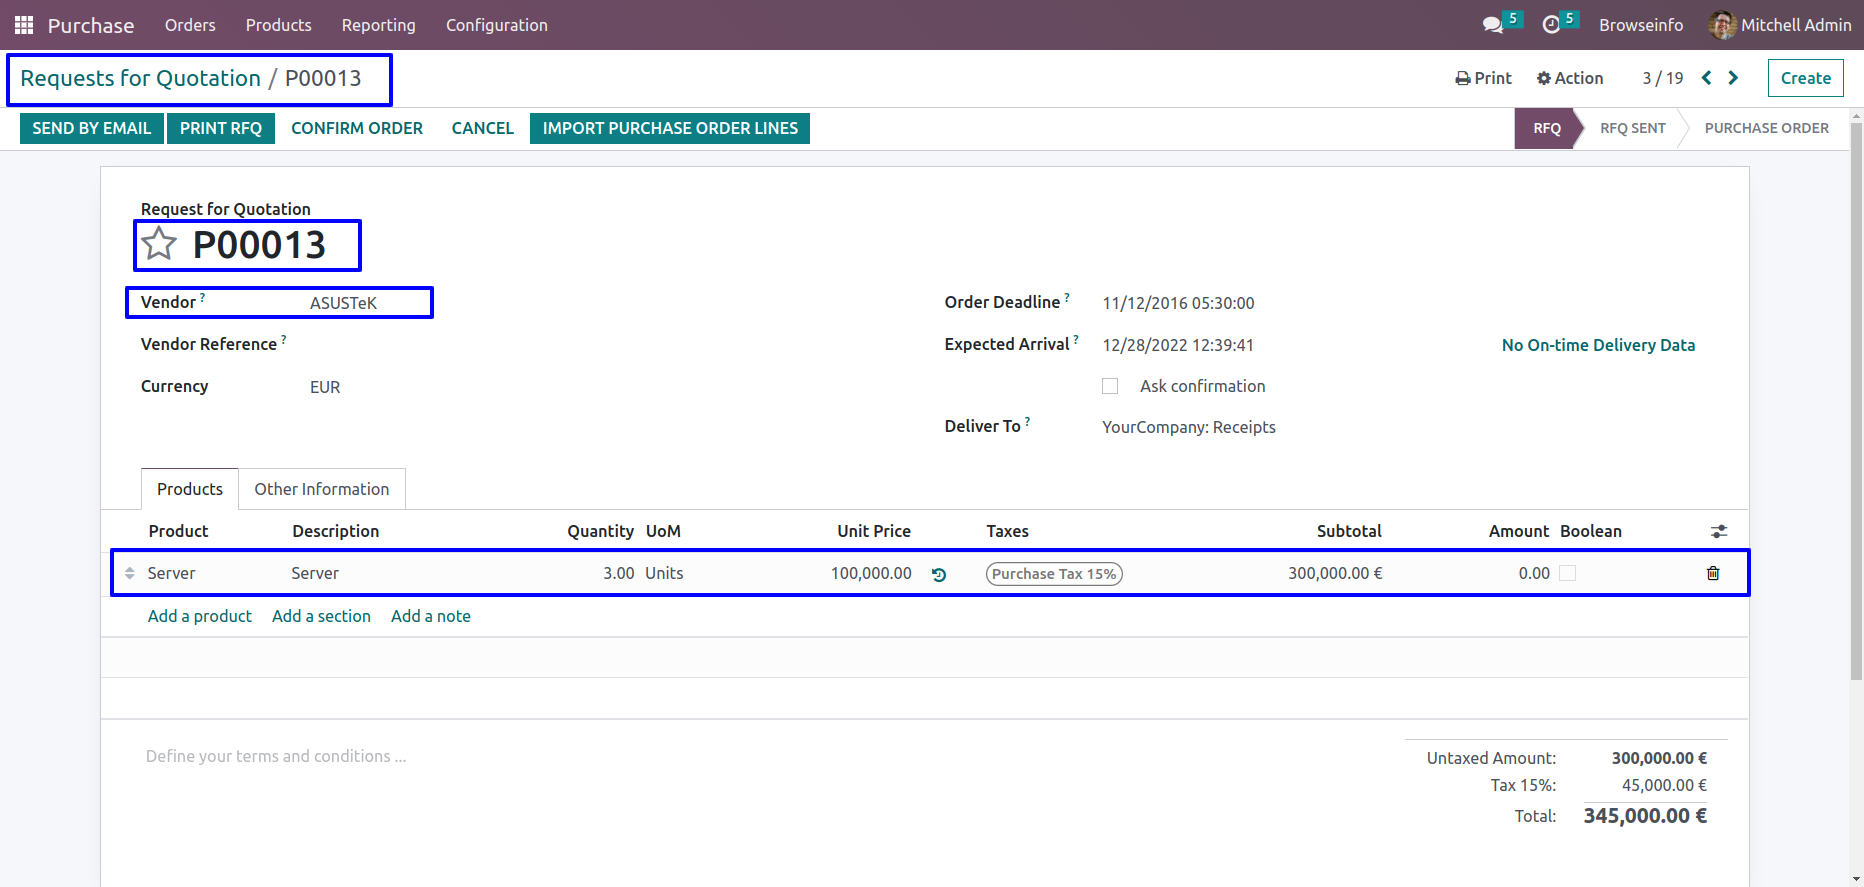 Purchase Orders Products Reporting Configuration 5 5 Browseinfo Mitchell Admin
Requests for Quotation / P00013 Print Action 3 / 19 Create
SEND BY EMAIL PRINT RFQ CONFIRM ORDER CANCEL IMPORT PURCHASE ORDER LINES RFQ RFQ SENT PURCHASE ORDER
Request for Quotation
P00013
Vendor ? ASUSTeK Order Deadline ? 11/12/2016 05:30:00
Vendor Reference ? Expected Arrival ? 12/28/2022 12:39:41 No On-time Delivery Data
Currency EUR Ask confirmation
Deliver To ? YourCompany: Receipts
Products Other Information
Product Description Quantity UoM Unit Price Taxes Subtotal Amount Boolean
Server Server 3.00 Units 100,000.00 Purchase Tax 15% 300,000.00 € 0.00
Add a product Add a section Add a note
Define your terms and conditions ... Untaxed Amount: 300,000.00 €
Tax 15%: 45,000.00 €
Total: 345,000.00 €